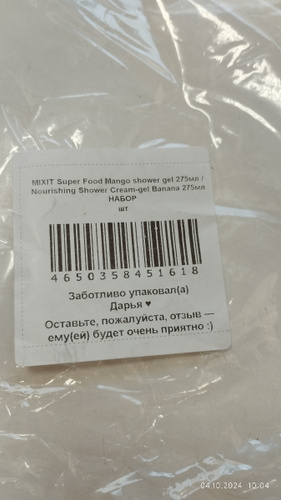 MIXIT Super Food Mango shower gel 275мл /
Nourishing Shower Cream-gel Banana 275мл
НАБОР
шт
4650358451618
Заботливо упаковал(а)
Дарья ♥
Оставьте, пожалуйста, отзыв —
ему(ей) будет очень приятно :)
04.10.2024 10:04